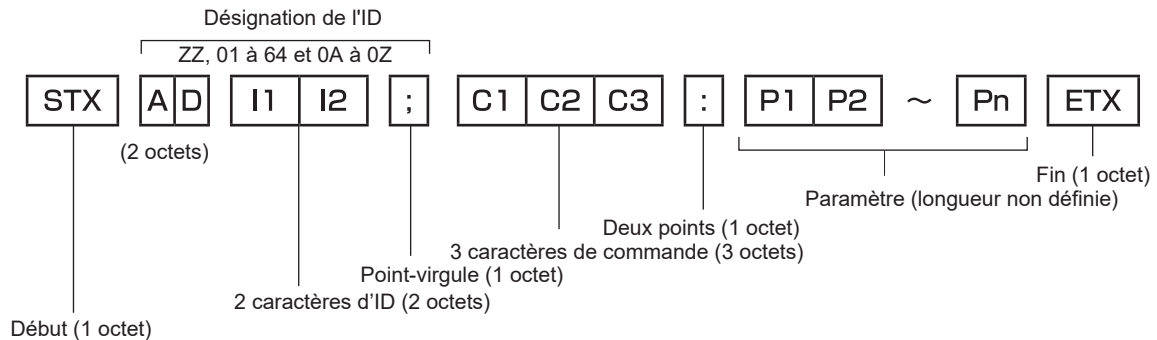 Désignation de l'ID
ZZ, 01 à 64 et 0A à 0Z
STX A D I1 I2 ; C1 C2 C3 : P1 P2 ~ Pn ETX
(2 octets)
Fin (1 octet)
Paramètre (longueur non définie)
Deux points (1 octet)
3 caractères de commande (3 octets)
Point-virgule (1 octet)
2 caractères d’ID (2 octets)
Début (1 octet)